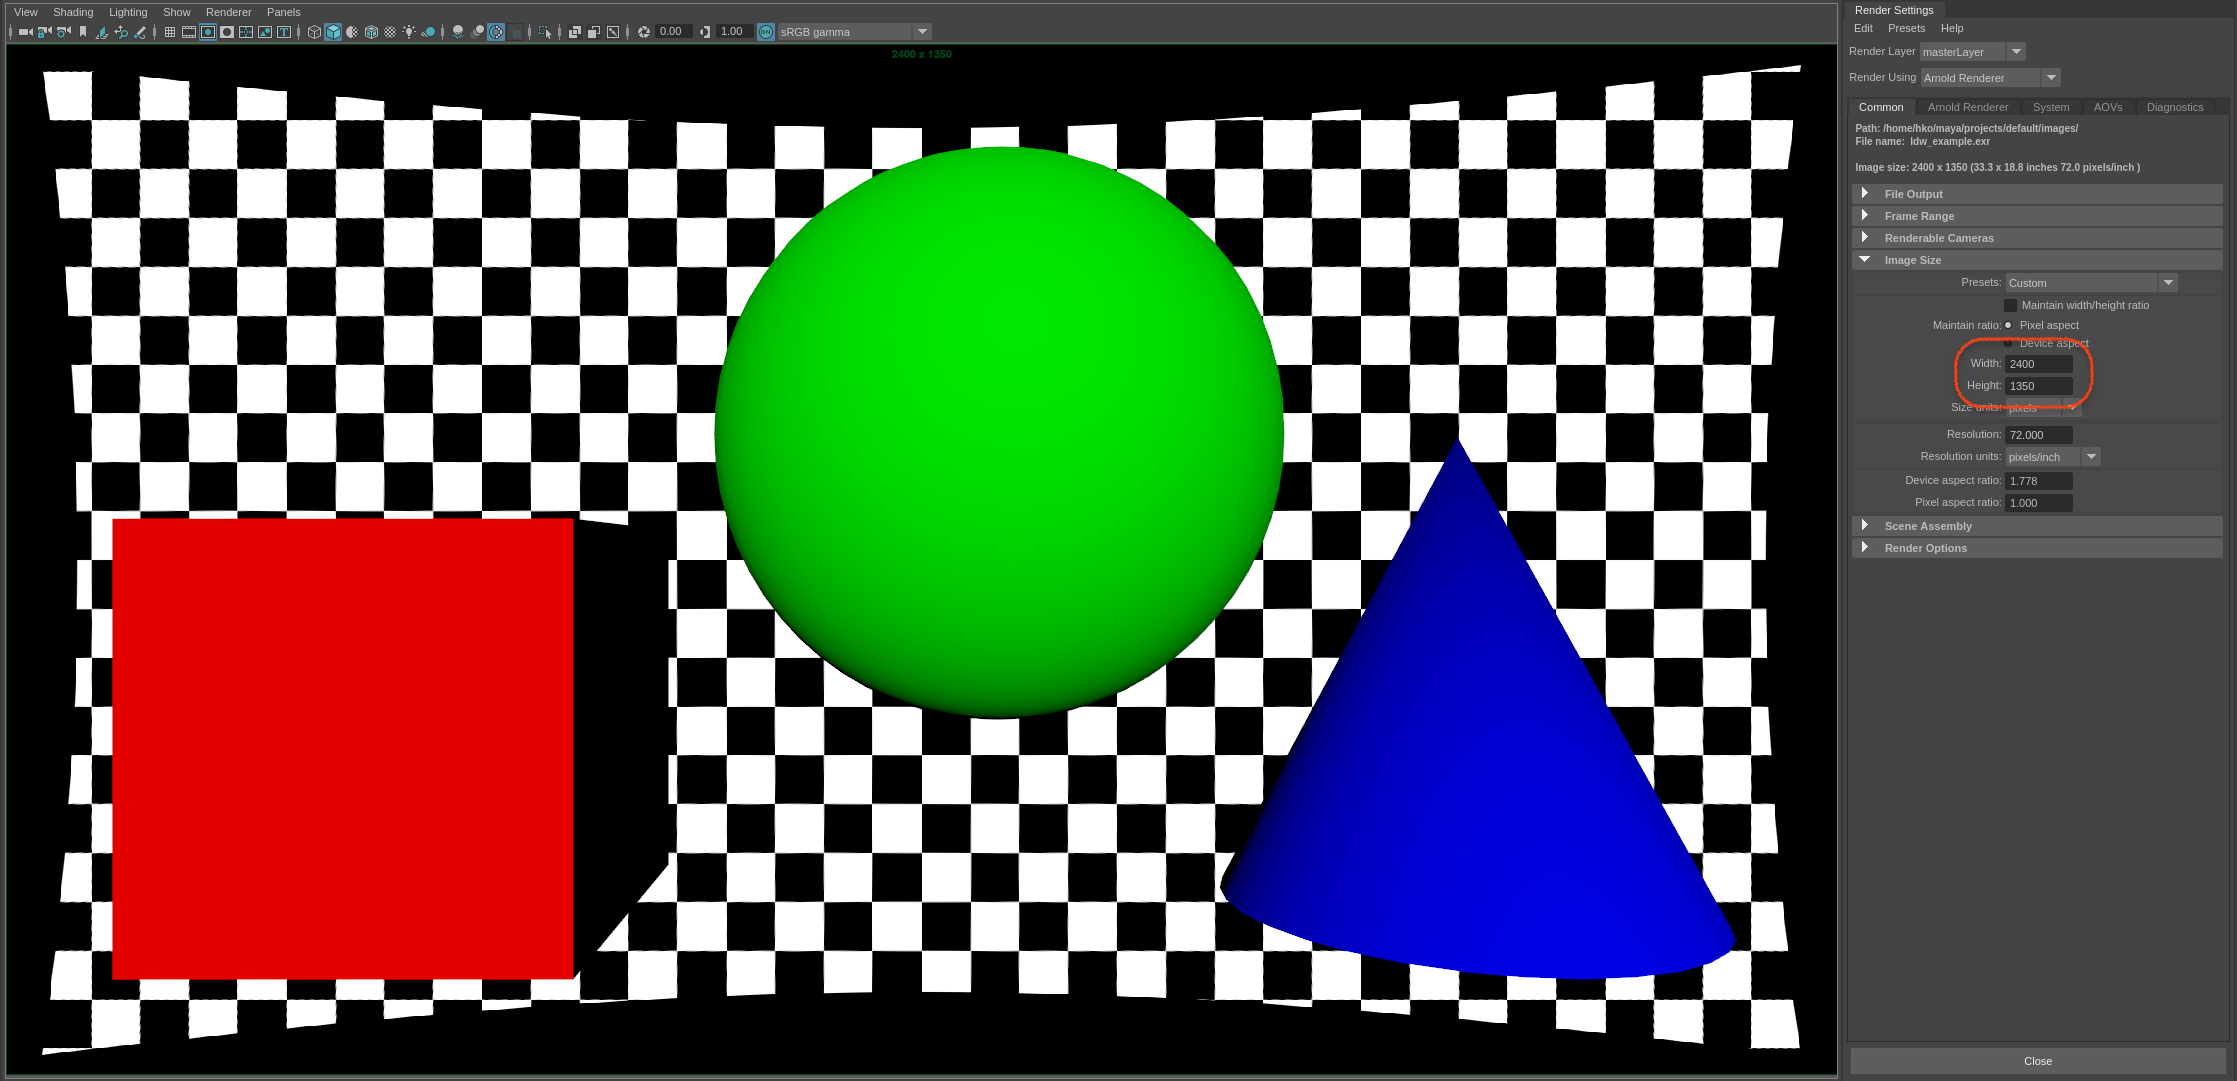 View Shading Lighting Show Renderer Panels
0.00 1.00 ON sRGB gamma
2400 x 1350
Render Settings
Edit Presets Help
Render Layer masterLayer
Render Using Arnold Renderer
Common Arnold Renderer System AOVs Diagnostics
Path: /home/hko/maya/projects/default/images/
File name: ldw_example.exr
Image size: 2400 x 1350 (33.3 x 18.8 inches 72.0 pixels/inch )
File Output
Frame Range
Renderable Cameras
Image Size
Presets: Custom
Maintain width/height ratio
Maintain ratio: Pixel aspect
Device aspect
Width: 2400
Height: 1350
Size units: pixels
Resolution: 72.000
Resolution units: pixels/inch
Device aspect ratio: 1.778
Pixel aspect ratio: 1.000
Scene Assembly
Render Options
Close